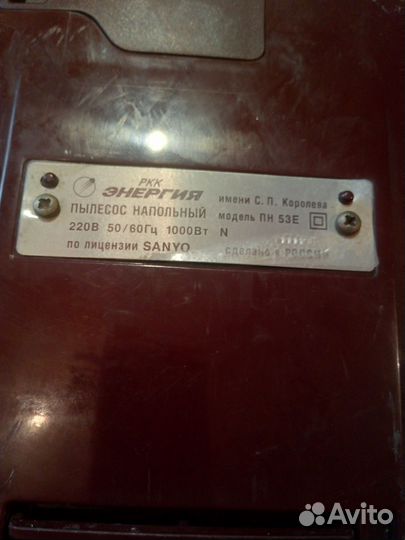 РКК
ЭНЕРГИЯ имени С. П. Королева
ПЫЛЕСОС НАПОЛЬНЫЙ модель ПН 53Е
220В 50/60Гц 1000Вт N
по лицензии SANYO сделано в РОССИИ
Avito